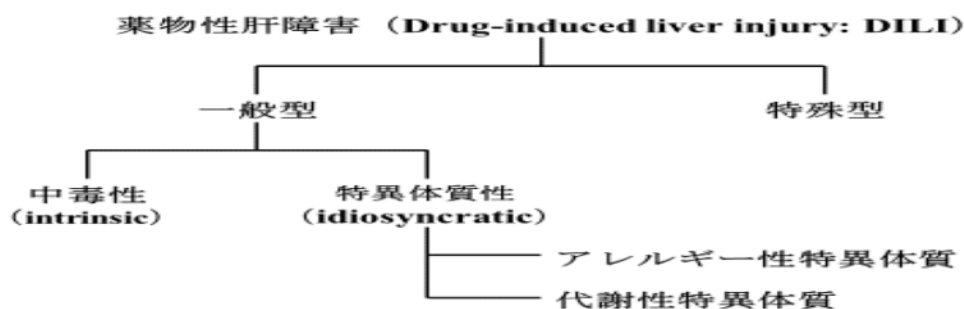 薬物性肝障害 (Drug-induced liver injury: DILI)
一般型
特殊型
中毒性
(intrinsic)
特異体質性
(idiosyncratic)
アレルギー性特異体質
代謝性特異体質